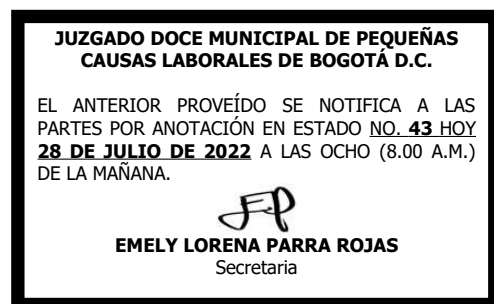 JUZGADO DOCE MUNICIPAL DE PEQUEÑAS
CAUSAS LABORALES DE BOGOTÁ D.C.
EL ANTERIOR PROVEÍDO SE NOTIFICA A LAS
PARTES POR ANOTACIÓN EN ESTADO NO. 43 HOY
28 DE JULIO DE 2022 A LAS OCHO (8.00 A.M.)
DE LA MAÑANA.
EMELY LORENA PARRA ROJAS
Secretaria